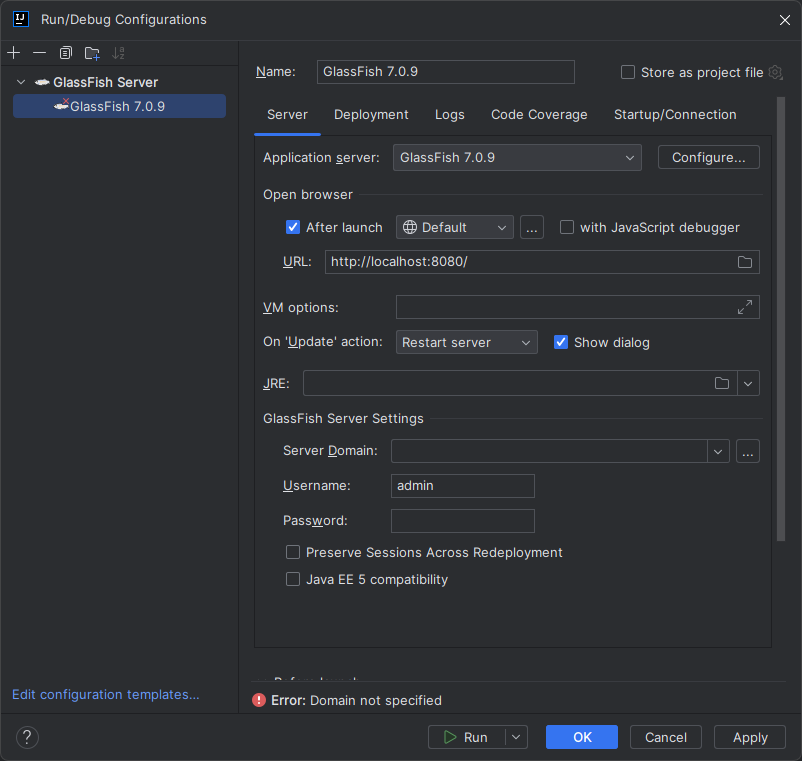 Run/Debug Configurations
GlassFish Server
GlassFish 7.0.9
Edit configuration templates...
Name: GlassFish 7.0.9 Store as project file
Server Deployment Logs Code Coverage Startup/Connection
Application server: GlassFish 7.0.9 Configure...
Open browser
After launch Default ... with JavaScript debugger
URL: http://localhost:8080/
VM options:
On 'Update' action: Restart server Show dialog
JRE:
GlassFish Server Settings
Server Domain: ...
Username: admin
Password:
Preserve Sessions Across Redeployment
Java EE 5 compatibility
Error: Domain not specified
? Run OK Cancel Apply